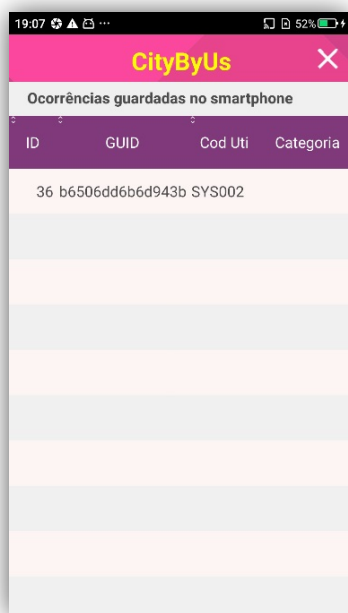 19:07 ... 52%
CityByUs
Ocorrências guardadas no smartphone
ID GUID Cod Uti Categoria
36 b6506dd6b6d943b SYS002